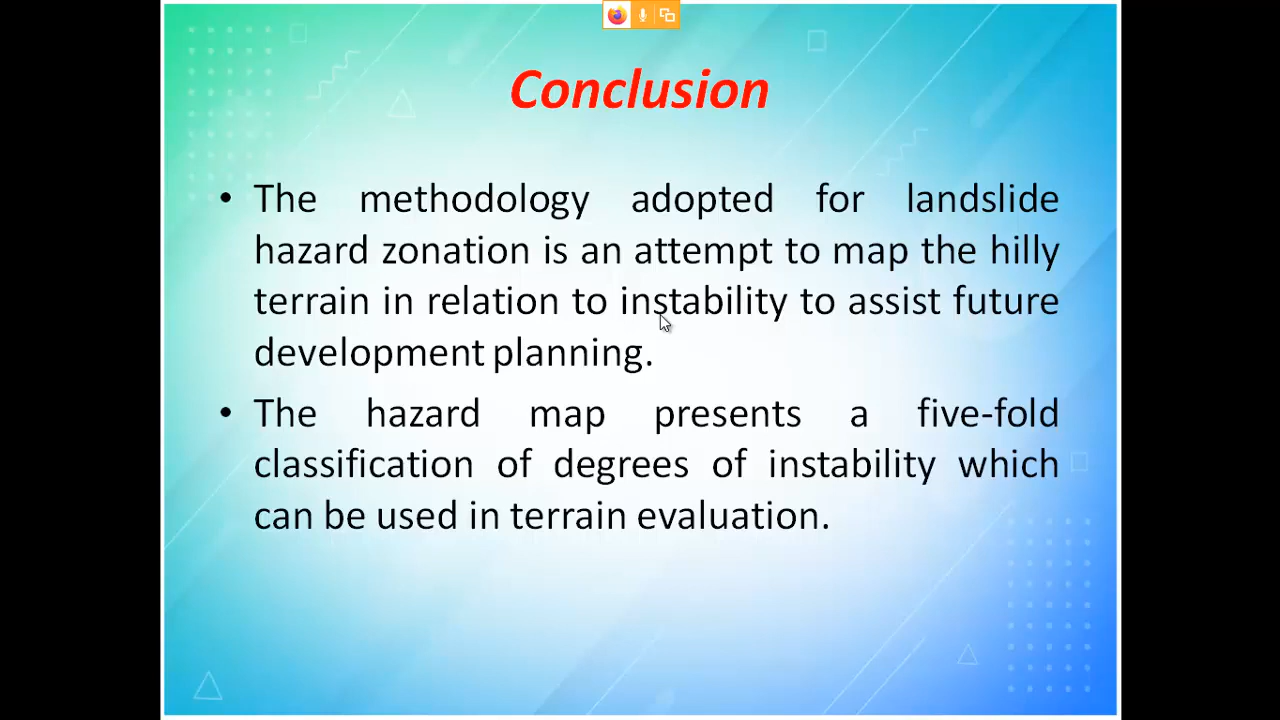 Conclusion
• The methodology adopted for landslide
hazard zonation is an attempt to map the hilly
terrain in relation to instability to assist future
development planning.
• The hazard map presents a five-fold
classification of degrees of instability which
can be used in terrain evaluation.